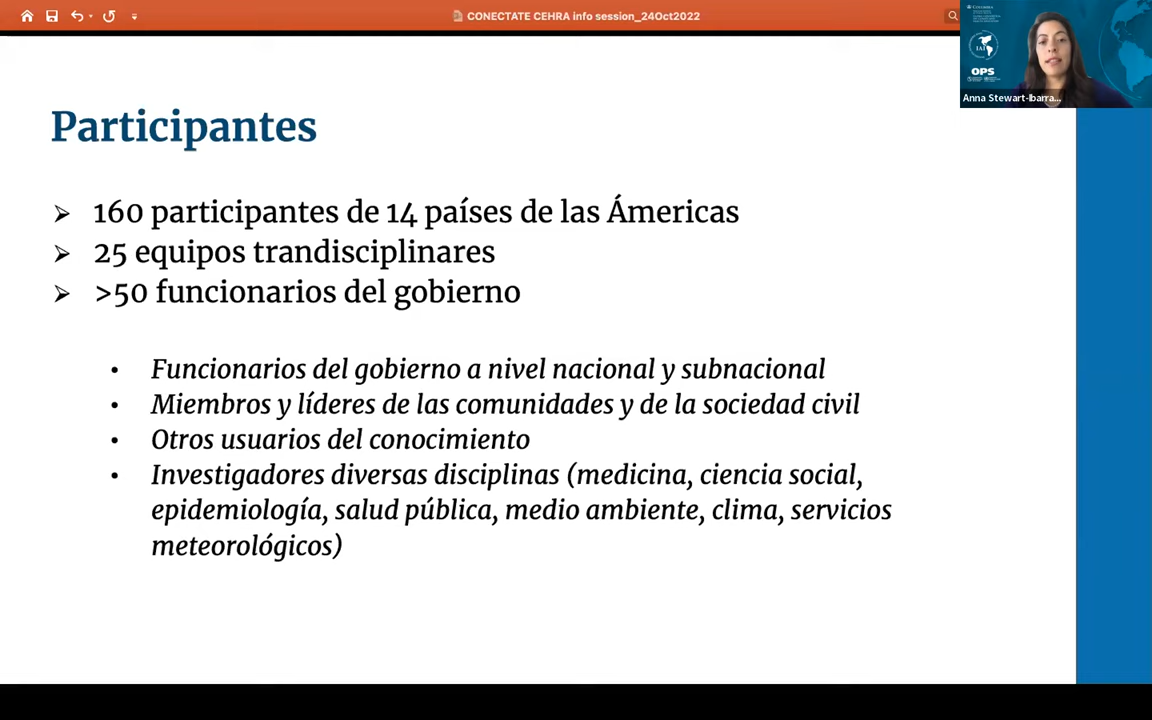 CONECTATE CEHRA info session_24Oct2022
COLUMBIA
IAI
OPS
Anna Stewart-Ibarra...
Participantes
160 participantes de 14 países de las Ámericas
25 equipos trandisciplinares
>50 funcionarios del gobierno
Funcionarios del gobierno a nivel nacional y subnacional
Miembros y líderes de las comunidades y de la sociedad civil
Otros usuarios del conocimiento
Investigadores diversas disciplinas (medicina, ciencia social,
epidemiología, salud pública, medio ambiente, clima, servicios
meteorológicos)